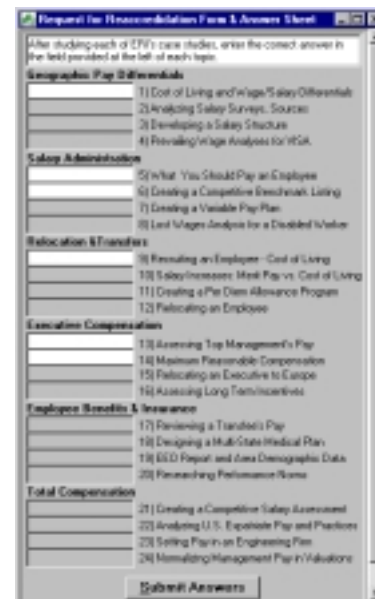 Request for Reaccreditation Form & Answer Sheet
After studying each of ERI's case studies, enter the correct answer in
the field provided at the left of each topic.
Geographic Pay Differentials
1) Cost of Living and Wage/Salary Differentials
2) Analyzing Salary Surveys, Sources
3) Developing a Salary Structure
4) Prevailing Wage Analyses for
Salary Administration
5) What You Should Pay an Employee
6) Creating a Competitive Benchmark Listing
7) Creating a Variable Pay Plan
8) Lost Wages Analysis for a Disabled Worker
Relocation & Transfers
9) Recruiting an Employee - Cost of Living
10) Salary Increases: Merit Pay vs. Cost of Living
11) Creating a Per Diem Allowance Program
12) Relocating an Employee
Executive Compensation
13) Assessing Top Management's Pay
14) Maximum Reasonable Compensation
15) Relocating an Executive to Europe
16) Assessing Long Term Incentives
Employee Benefits & Insurance
17) Reviewing a Transferee's Pay
18) Designing a Multi-State Medical Plan
19) EEO Report and Area Demographic Data
20) Researching Performance Norms
Total Compensation
21) Creating a Competitive Salary Assessment
22) Analyzing U.S. Expatriate Pay and Practices
23) Setting Pay in an Engineering Firm
24) Normalizing Management Pay in Valuations
Submit Answers